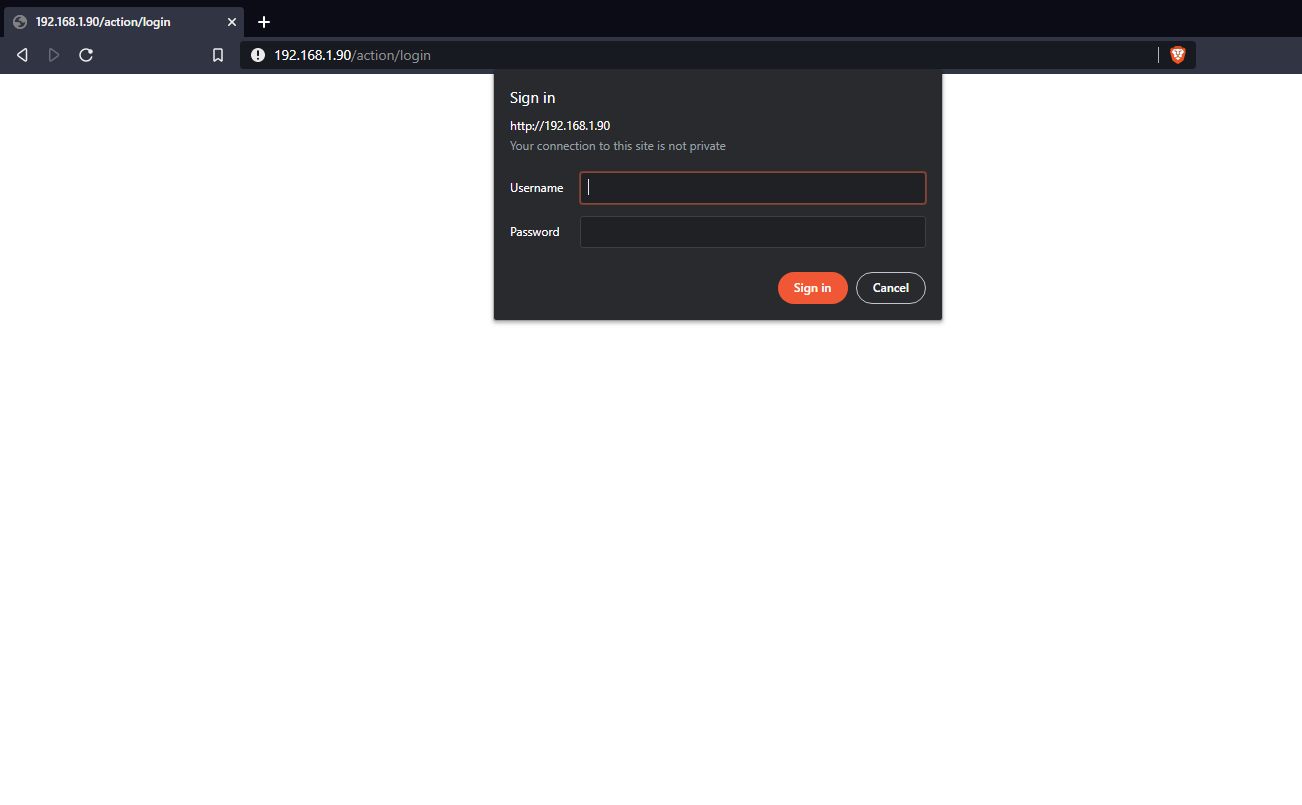 192.168.1.90/action/login
192.168.1.90/action/login
Sign in
http://192.168.1.90
Your connection to this site is not private
Username
Password
Sign in Cancel